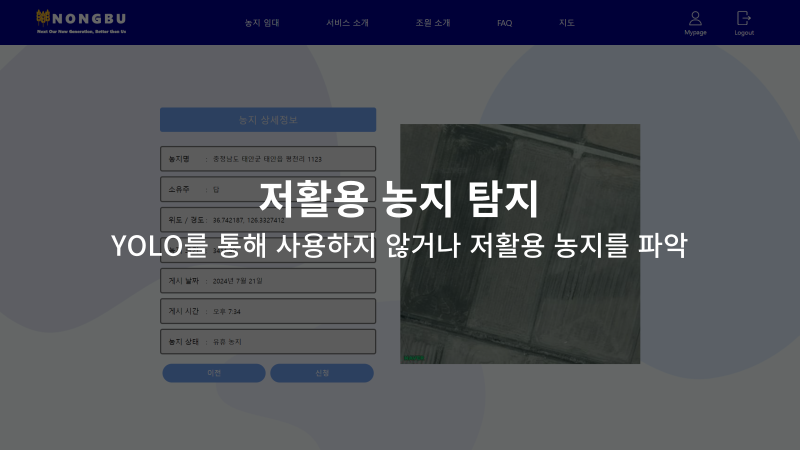 NONGBU
Meet Our New Generation, Better than Us
농지 임대
서비스 소개
조원 소개
FAQ
지도
Mypage
Logout
농지 상세정보
농지명 : 충청남도 태안군 태안읍 평천리 1123
소유주 : 답
저활용 농지 탐지
위도 / 경도 : 36.742187, 126.3327412
YOLO를 통해 사용하지 않거나 저활용 농지를 파악
게시 날짜 : 2024년 7월 21일
게시 시간 : 오후 7:34
농지 상태 : 유휴 농지
이전
신청